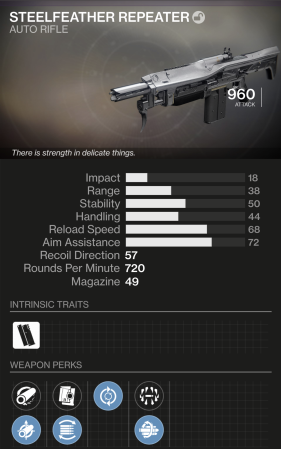 STEELFEATHER REPEATER
AUTO RIFLE
960
ATTACK
There is strength in delicate things.
Impact 18
Range 38
Stability 50
Handling 44
Reload Speed 68
Aim Assistance 72
Recoil Direction 57
Rounds Per Minute 720
Magazine 49
INTRINSIC TRAITS
WEAPON PERKS